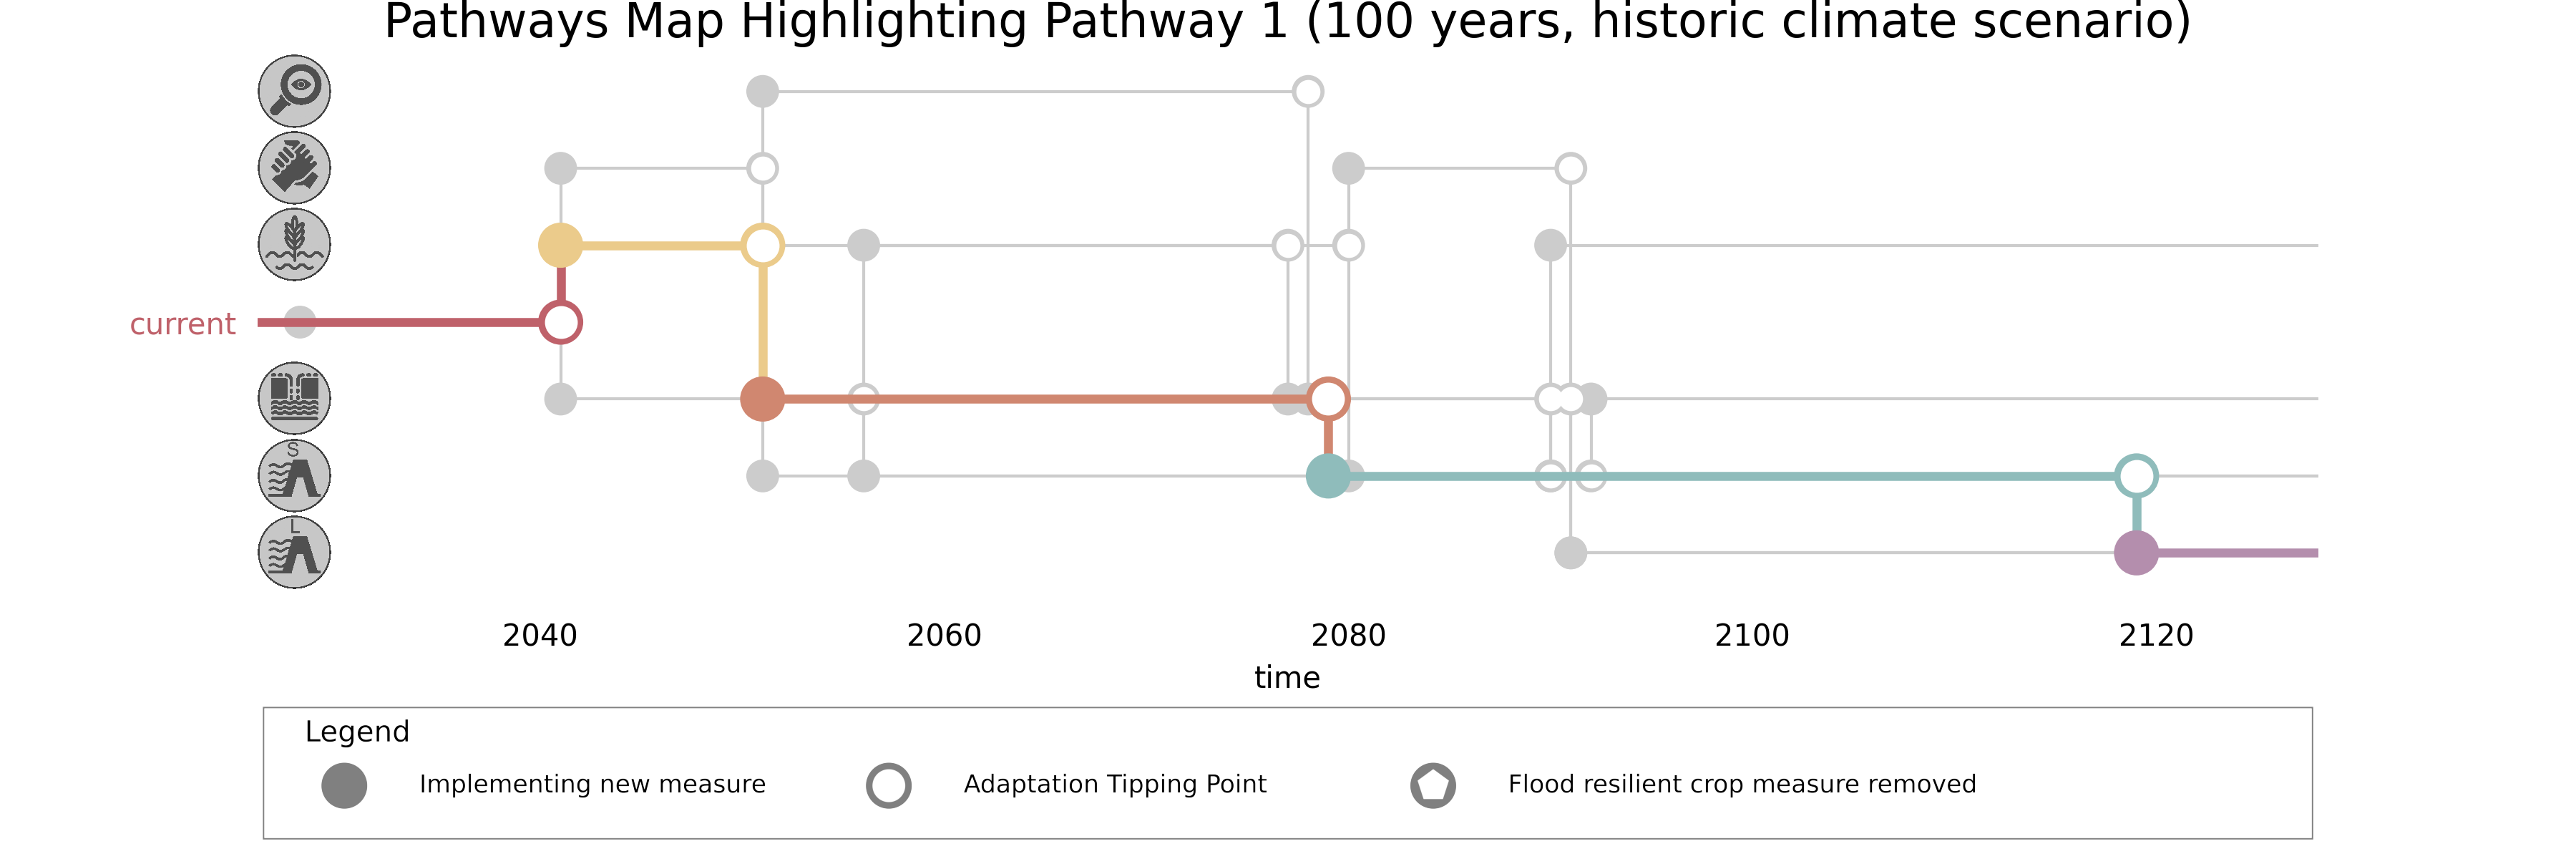 Pathways Map Highlighting Pathway 1 (100 years, historic climate scenario)
current
S
L
2040 2060 2080 2100 2120
time
Legend
Implementing new measure Adaptation Tipping Point Flood resilient crop measure removed